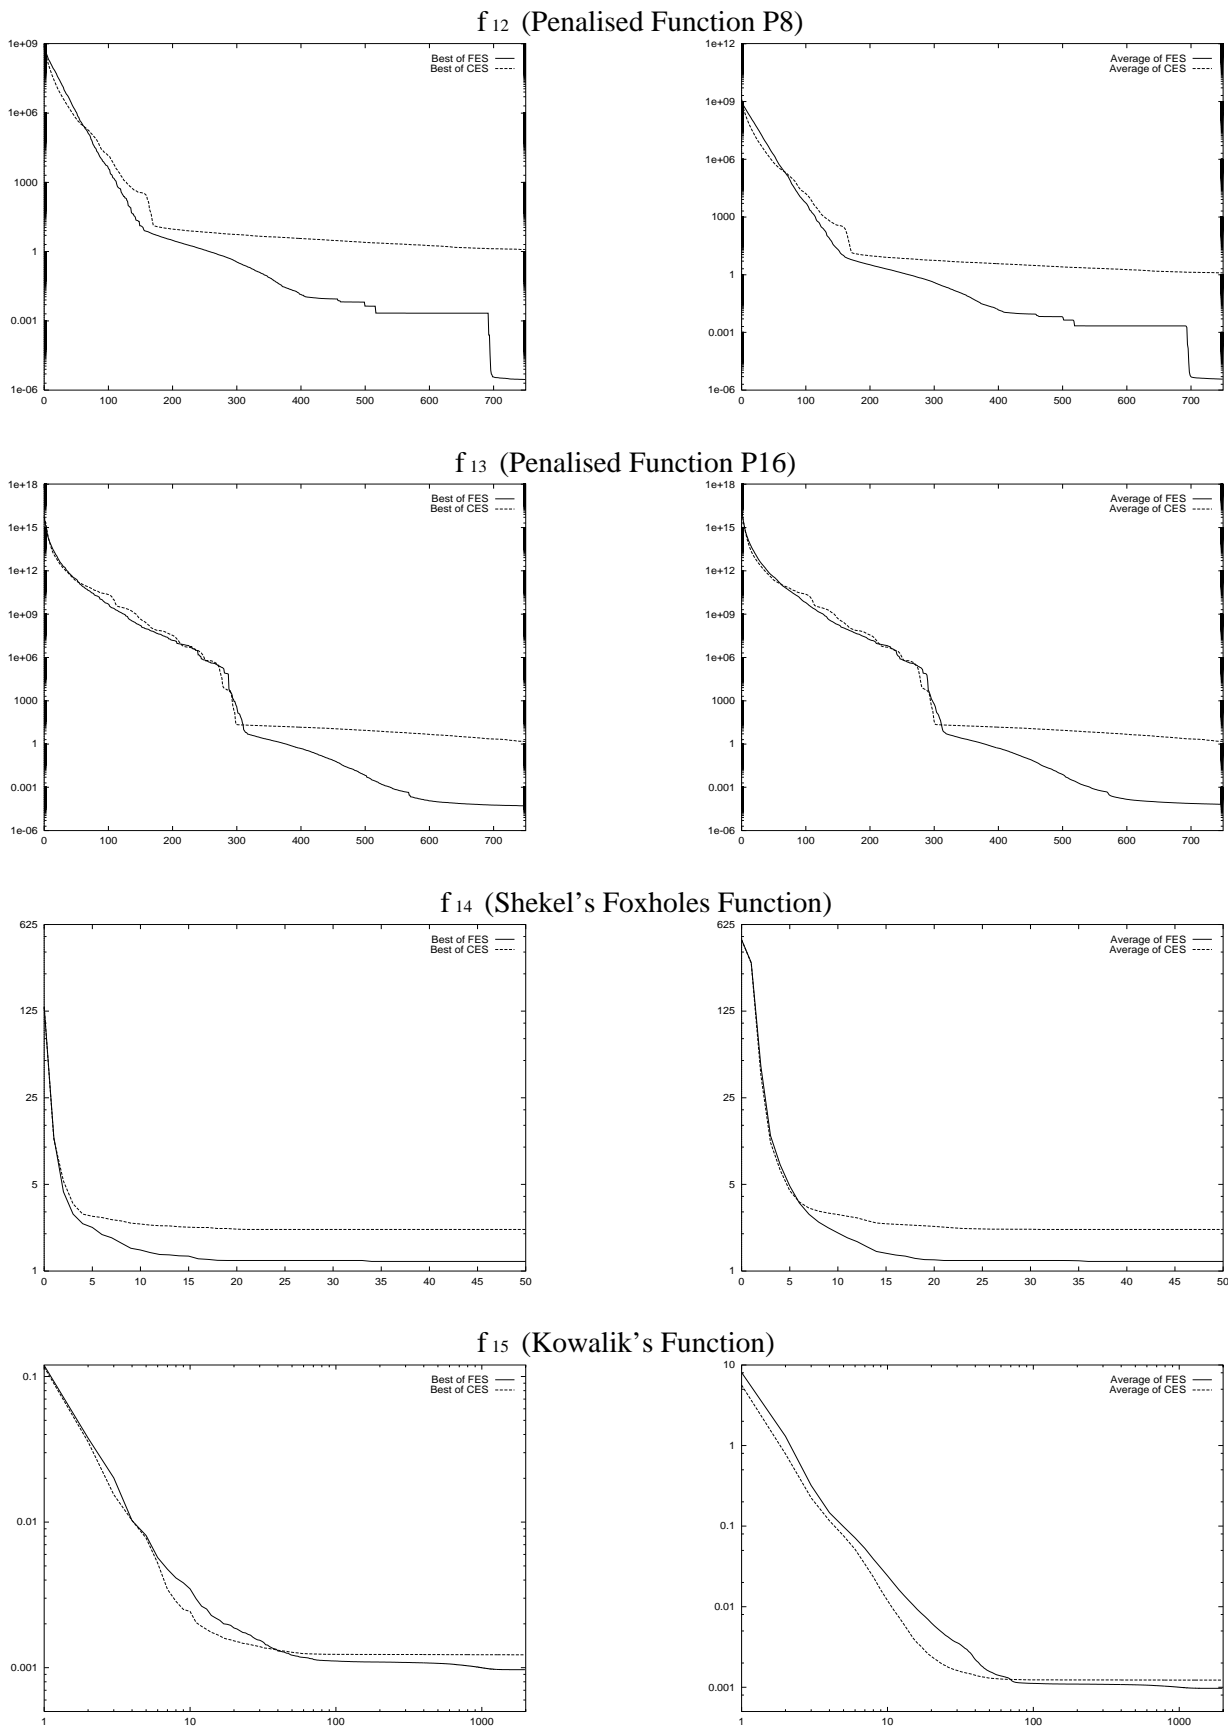 f 12 (Penalised Function P8)
1e+09
1e+06
1000
1
0.001
1e-06
0 100 200 300 400 500 600 700
Best of FES
Best of CES
1e+12
1e+09
1e+06
1000
1
0.001
1e-06
0 100 200 300 400 500 600 700
Average of FES
Average of CES
f 13 (Penalised Function P16)
1e+18
1e+15
1e+12
1e+09
1e+06
1000
1
0.001
1e-06
0 100 200 300 400 500 600 700
Best of FES
Best of CES
1e+18
1e+15
1e+12
1e+09
1e+06
1000
1
0.001
1e-06
0 100 200 300 400 500 600 700
Average of FES
Average of CES
f 14 (Shekel's Foxholes Function)
625
125
25
5
1
0 5 10 15 20 25 30 35 40 45 50
Best of FES
Best of CES
625
125
25
5
1
0 5 10 15 20 25 30 35 40 45 50
Average of FES
Average of CES
f 15 (Kowalik's Function)
0.1
0.01
0.001
1 10 100 1000
Best of FES
Best of CES
10
1
0.1
0.01
0.001
1 10 100 1000
Average of FES
Average of CES